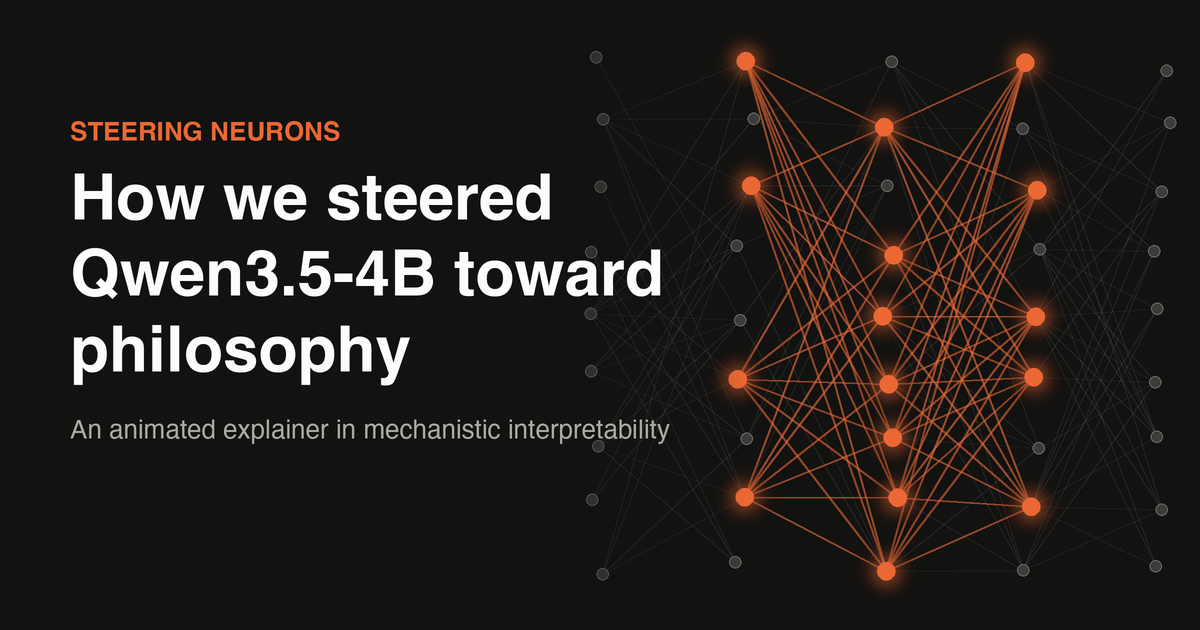 STEERING NEURONS
How we steered
Qwen3.5-4B toward
philosophy
An animated explainer in mechanistic interpretability